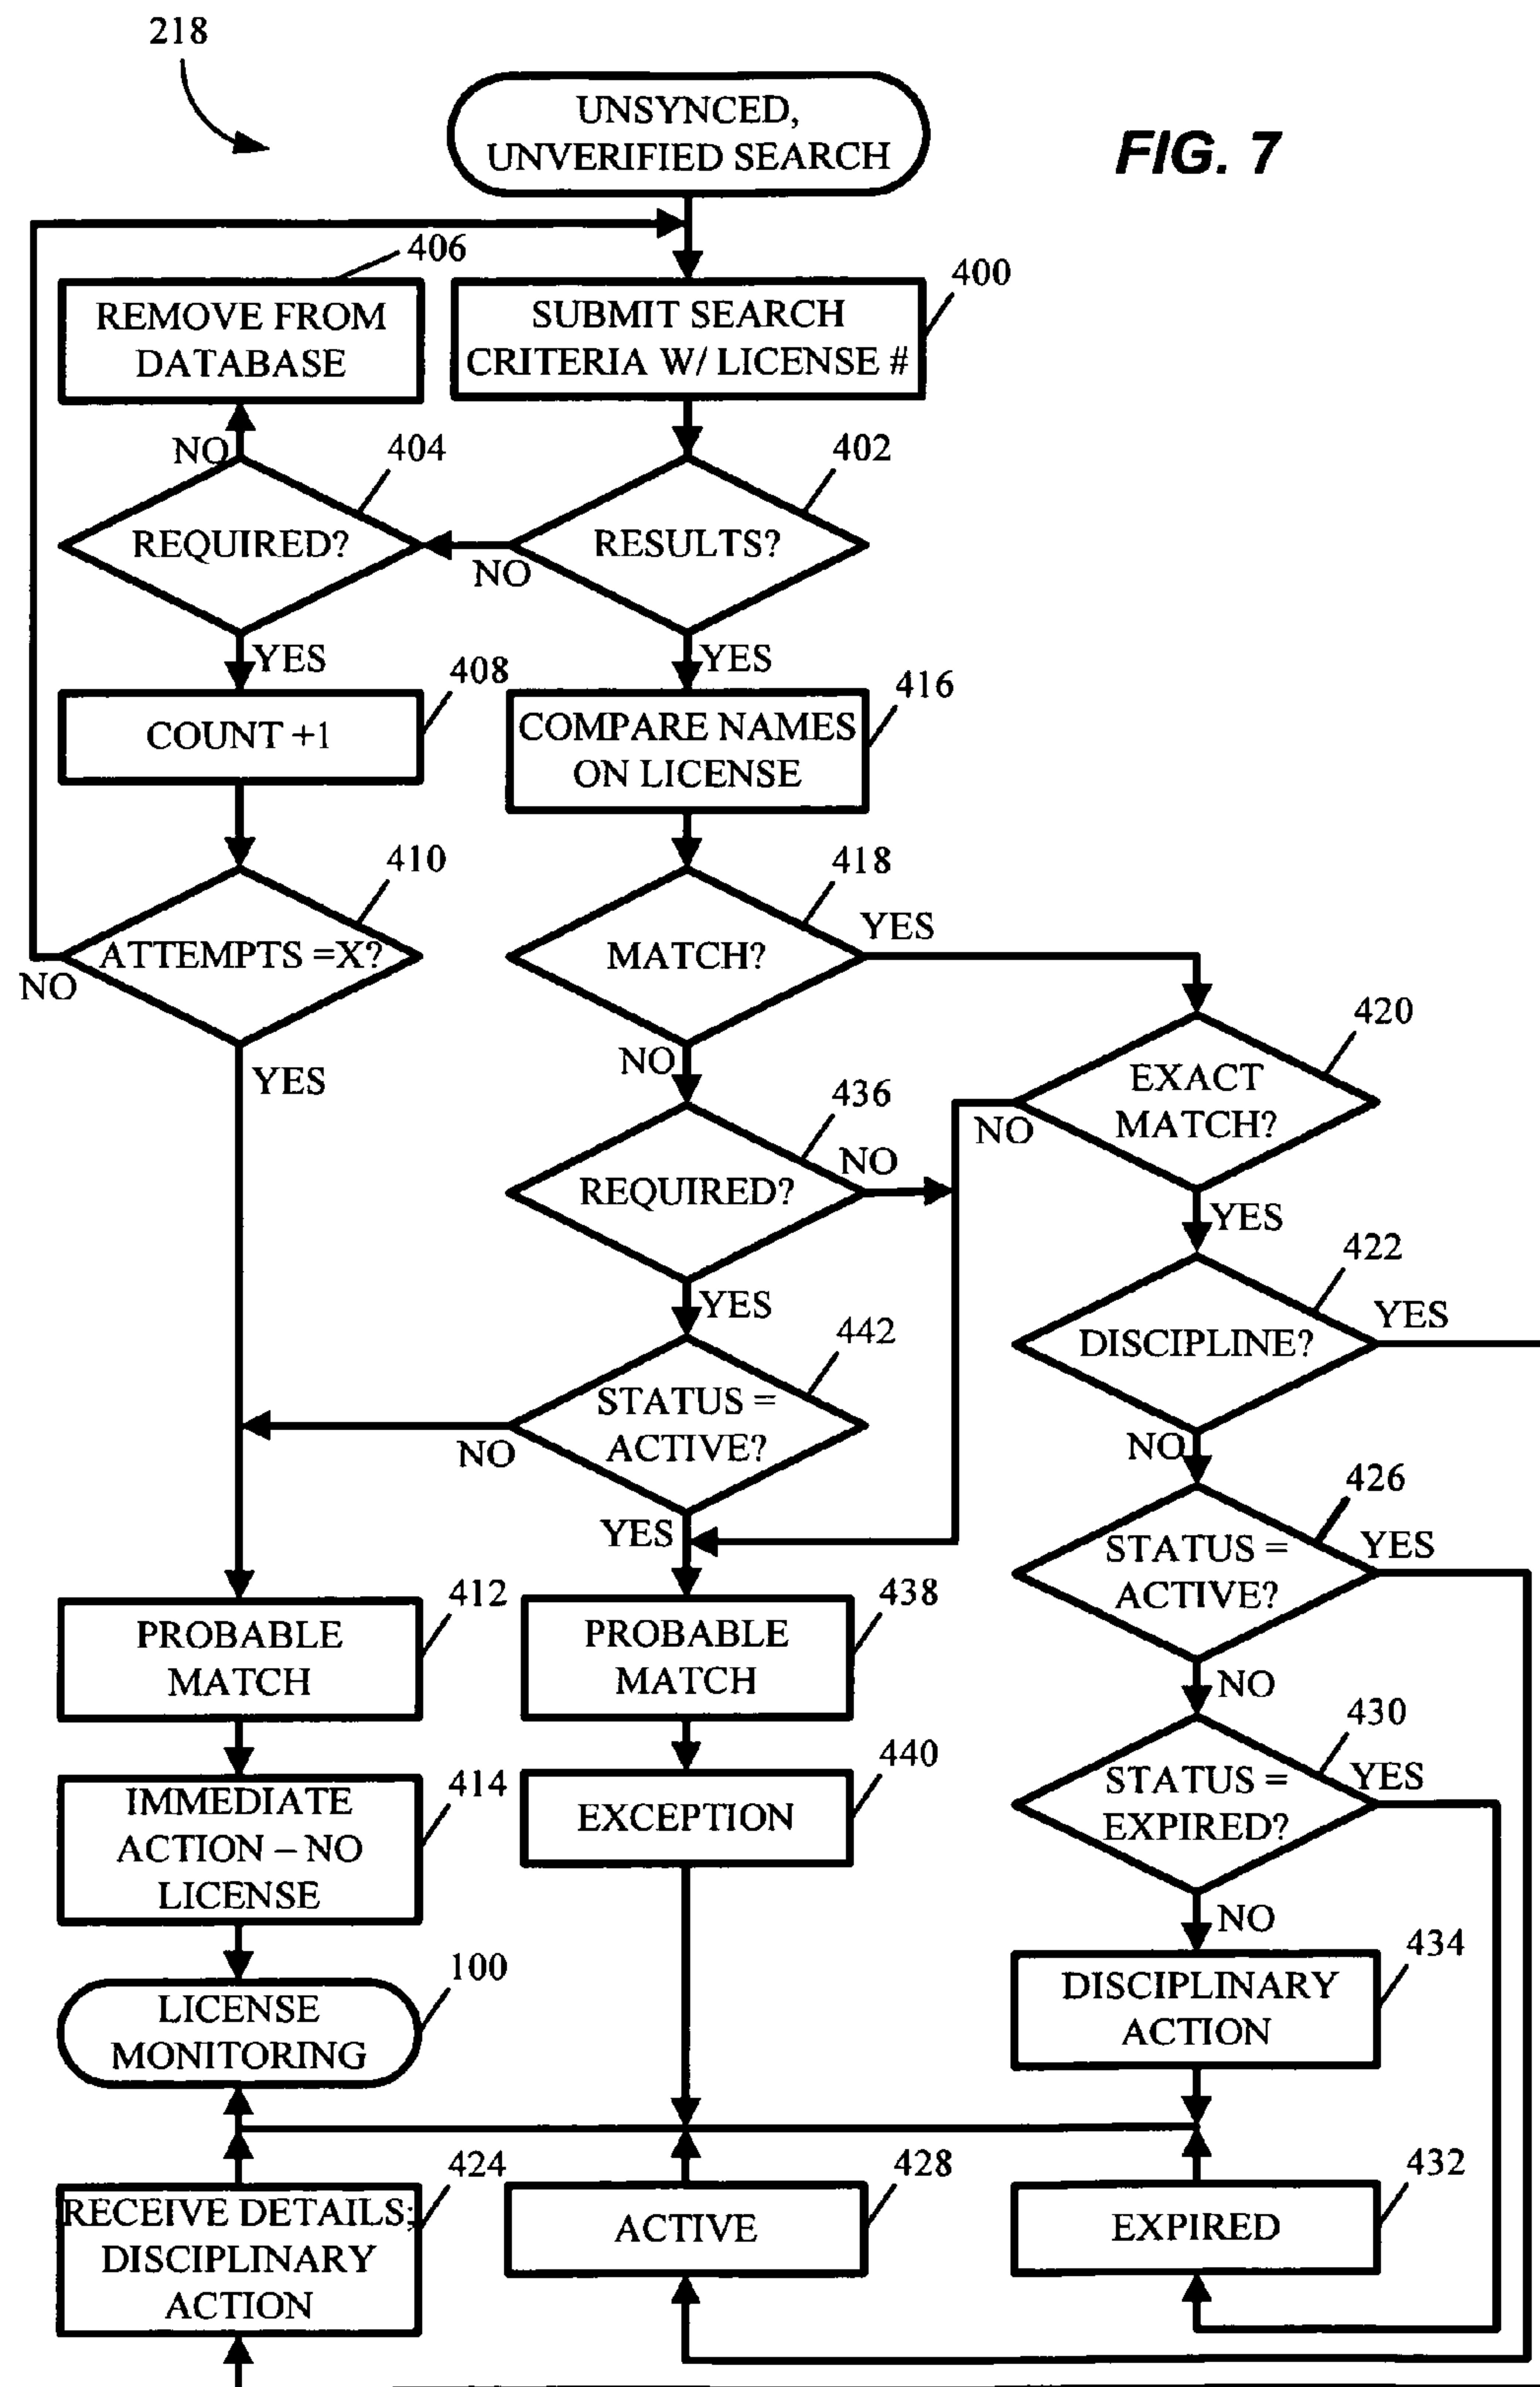 218
UNSYNCED,
UNVERIFIED SEARCH
FIG. 7
406
REMOVE FROM
DATABASE
400
SUBMIT SEARCH
CRITERIA W/ LICENSE #
NO
404
REQUIRED?
402
RESULTS?
NO
YES
YES
408
COUNT +1
416
COMPARE NAMES
ON LICENSE
410
ATTEMPTS =X?
NO
YES
418
MATCH?
YES
NO
420
EXACT
MATCH?
NO
YES
436
REQUIRED?
NO
YES
422
DISCIPLINE?
YES
NO
442
STATUS =
ACTIVE?
NO
YES
426
STATUS =
ACTIVE?
YES
NO
412
PROBABLE
MATCH
438
PROBABLE
MATCH
430
STATUS =
EXPIRED?
YES
NO
414
IMMEDIATE
ACTION – NO
LICENSE
440
EXCEPTION
100
LICENSE
MONITORING
434
DISCIPLINARY
ACTION
424
RECEIVE DETAILS;
DISCIPLINARY
ACTION
428
ACTIVE
432
EXPIRED